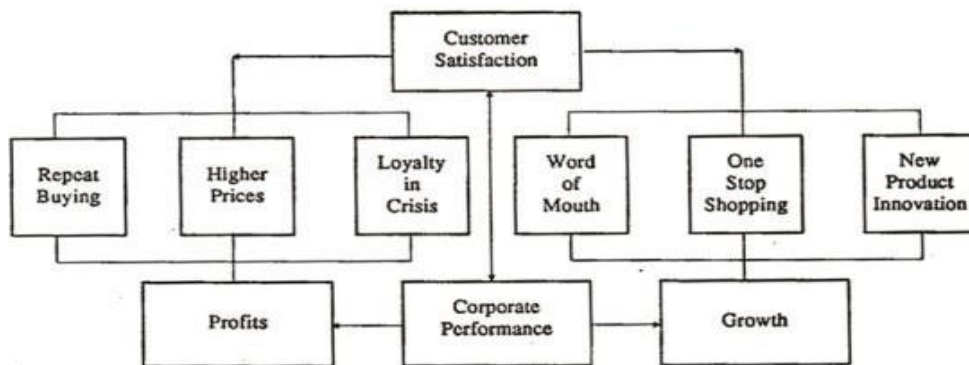 Customer
Satisfaction
Repeat
Buying
Higher
Prices
Loyalty
in
Crisis
Word
of
Mouth
One
Stop
Shopping
New
Product
Innovation
Profits
Corporate
Performance
Growth